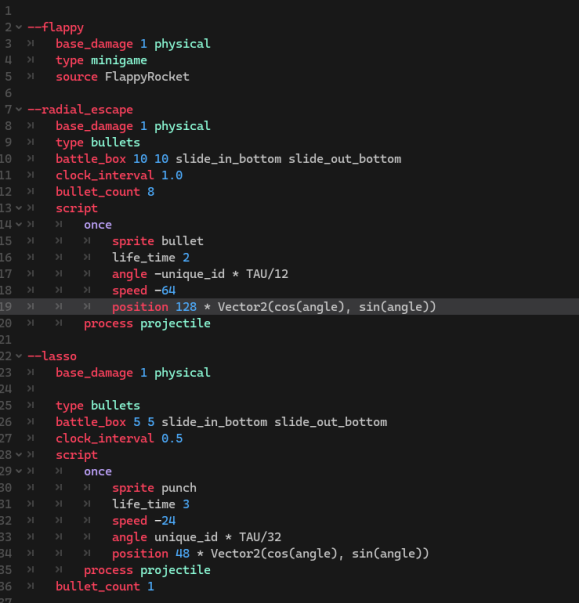 1
2 --flappy
3 base_damage 1 physical
4 type minigame
5 source FlappyRocket
6
7 --radial_escape
8 base_damage 1 physical
9 type bullets
10 battle_box 10 10 slide_in_bottom slide_out_bottom
11 clock_interval 1.0
12 bullet_count 8
13 script
14 once
15 sprite bullet
16 life_time 2
17 angle -unique_id * TAU/12
18 speed -64
19 position 128 * Vector2(cos(angle), sin(angle))
20 process projectile
21
22 --lasso
23 base_damage 1 physical
24
25 type bullets
26 battle_box 5 5 slide_in_bottom slide_out_bottom
27 clock_interval 0.5
28 script
29 once
30 sprite punch
31 life_time 3
32 speed -24
33 angle unique_id * TAU/32
34 position 48 * Vector2(cos(angle), sin(angle))
35 process projectile
36 bullet_count 1
37